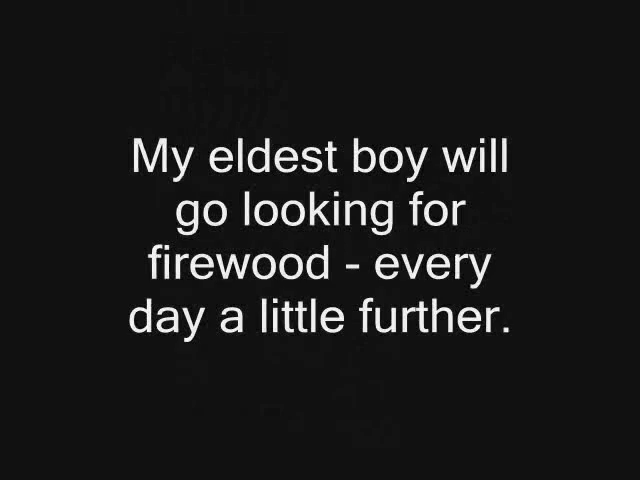 My eldest boy will
go looking for
firewood - every
day a little further.